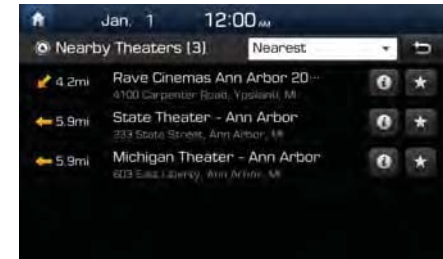 Jan. 1 12:00 AM
Nearby Theaters (3) Nearest
4.2mi Rave Cinemas Ann Arbor 20...
4100 Carpenter Road, Ypsilanti, MI
5.9mi State Theater - Ann Arbor
233 State Street, Ann Arbor, MI
5.9mi Michigan Theater - Ann Arbor
603 East Liberty, Ann Arbor, MI